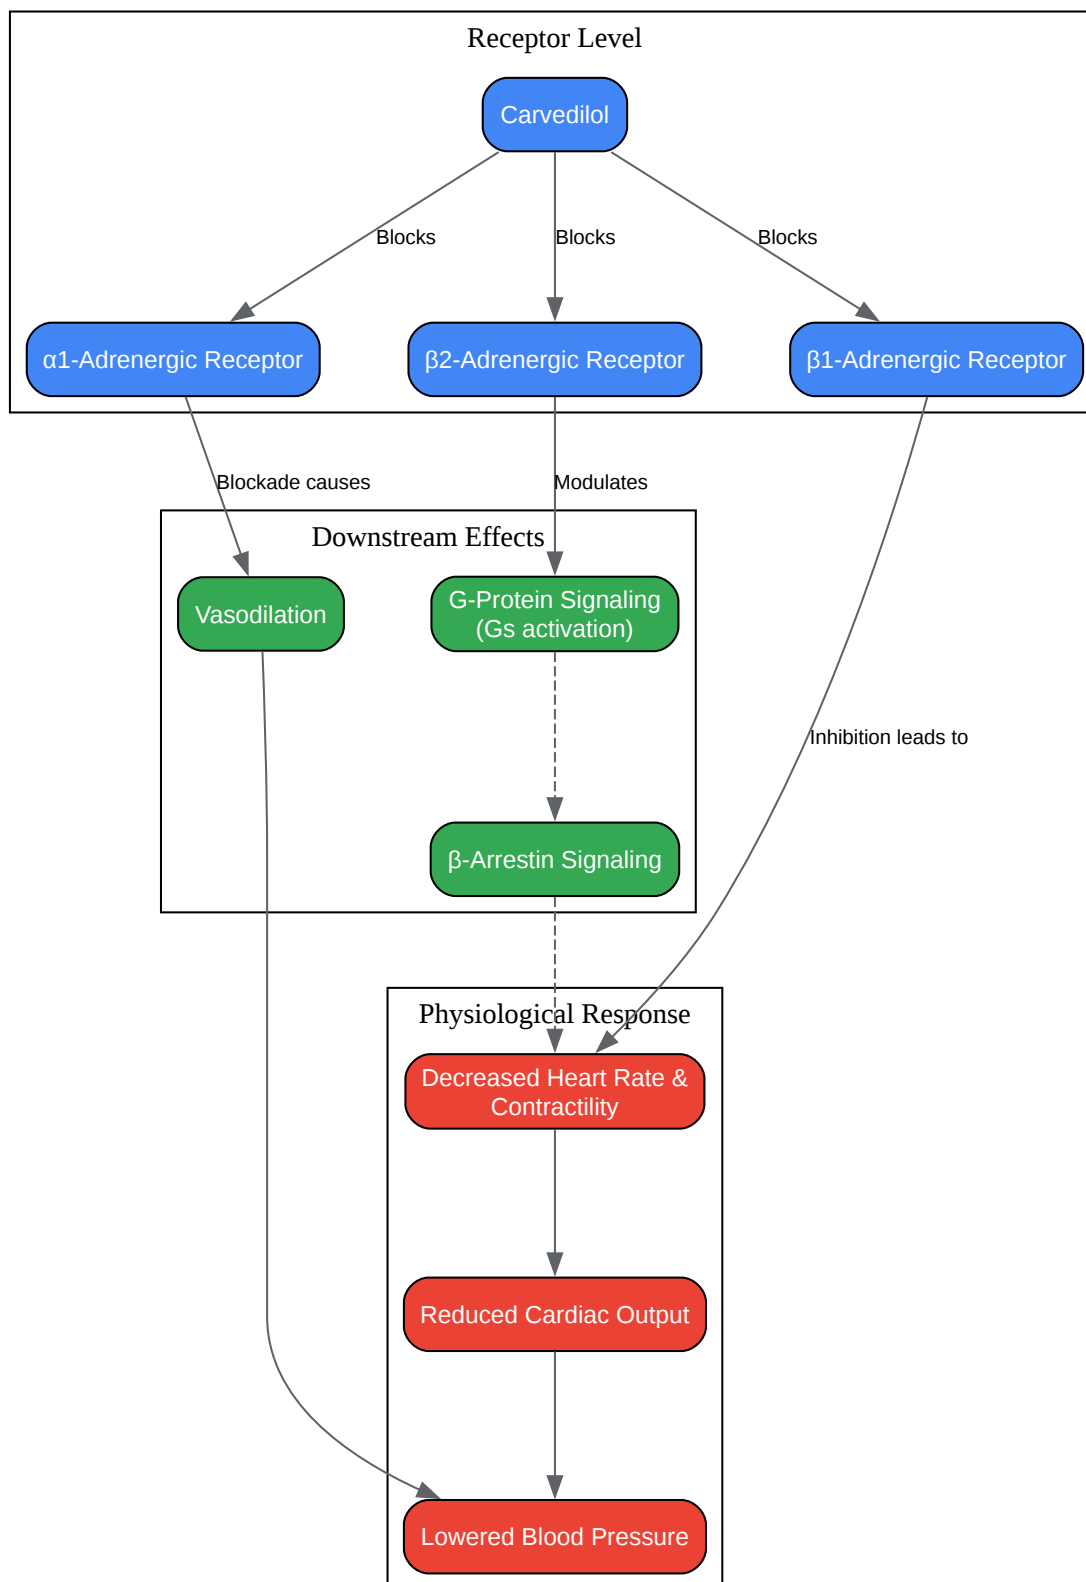 Receptor Level
Carvedilol
Blocks
Blocks
Blocks
α1-Adrenergic Receptor
β2-Adrenergic Receptor
β1-Adrenergic Receptor
Blockade causes
Modulates
Downstream Effects
Vasodilation
G-Protein Signaling
(Gs activation)
Inhibition leads to
β-Arrestin Signaling
Physiological Response
Decreased Heart Rate &
Contractility
Reduced Cardiac Output
Lowered Blood Pressure